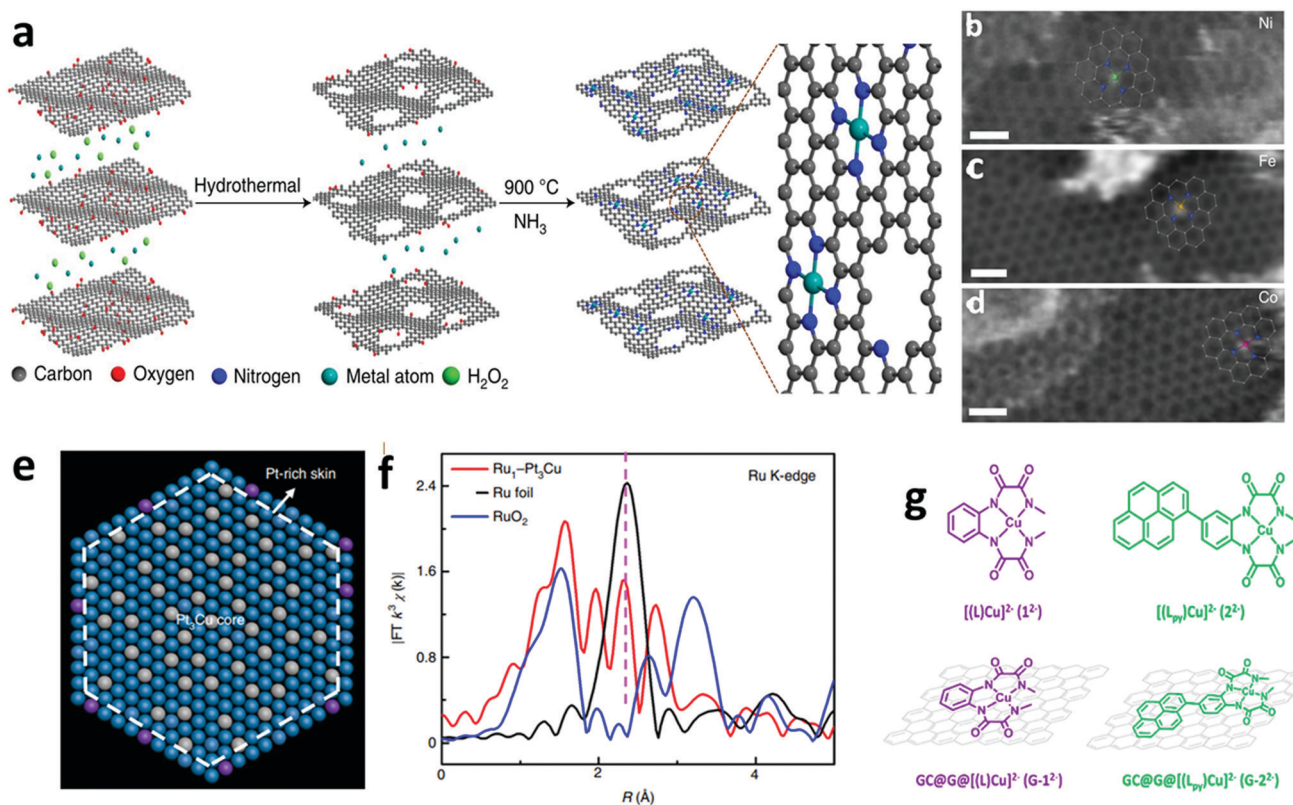 a
Hydrothermal
900 °C
NH₃
Carbon
Oxygen
Nitrogen
Metal atom
H₂O₂
b
Ni
c
Fe
d
Co
e
Pt-rich skin
Pt₃Cu core
f
Ru₁–Pt₃Cu
Ru foil
RuO₂
Ru K-edge
2.4
1.6
0.8
0
|FT k³ χ (k)|
0
2
4
R (Å)
g
O
O
N
N
Cu
N
N
O
O
[(L)Cu]²⁻ (1²⁻)
O
O
N
N
Cu
N
N
O
O
[(Lpy)Cu]²⁻ (2²⁻)
O
O
N
N
Cu
N
N
O
O
GC@G@[(L)Cu]²⁻ (G-1²⁻)
O
O
N
N
Cu
N
N
O
O
GC@G@[(Lpy)Cu]²⁻ (G-2²⁻)